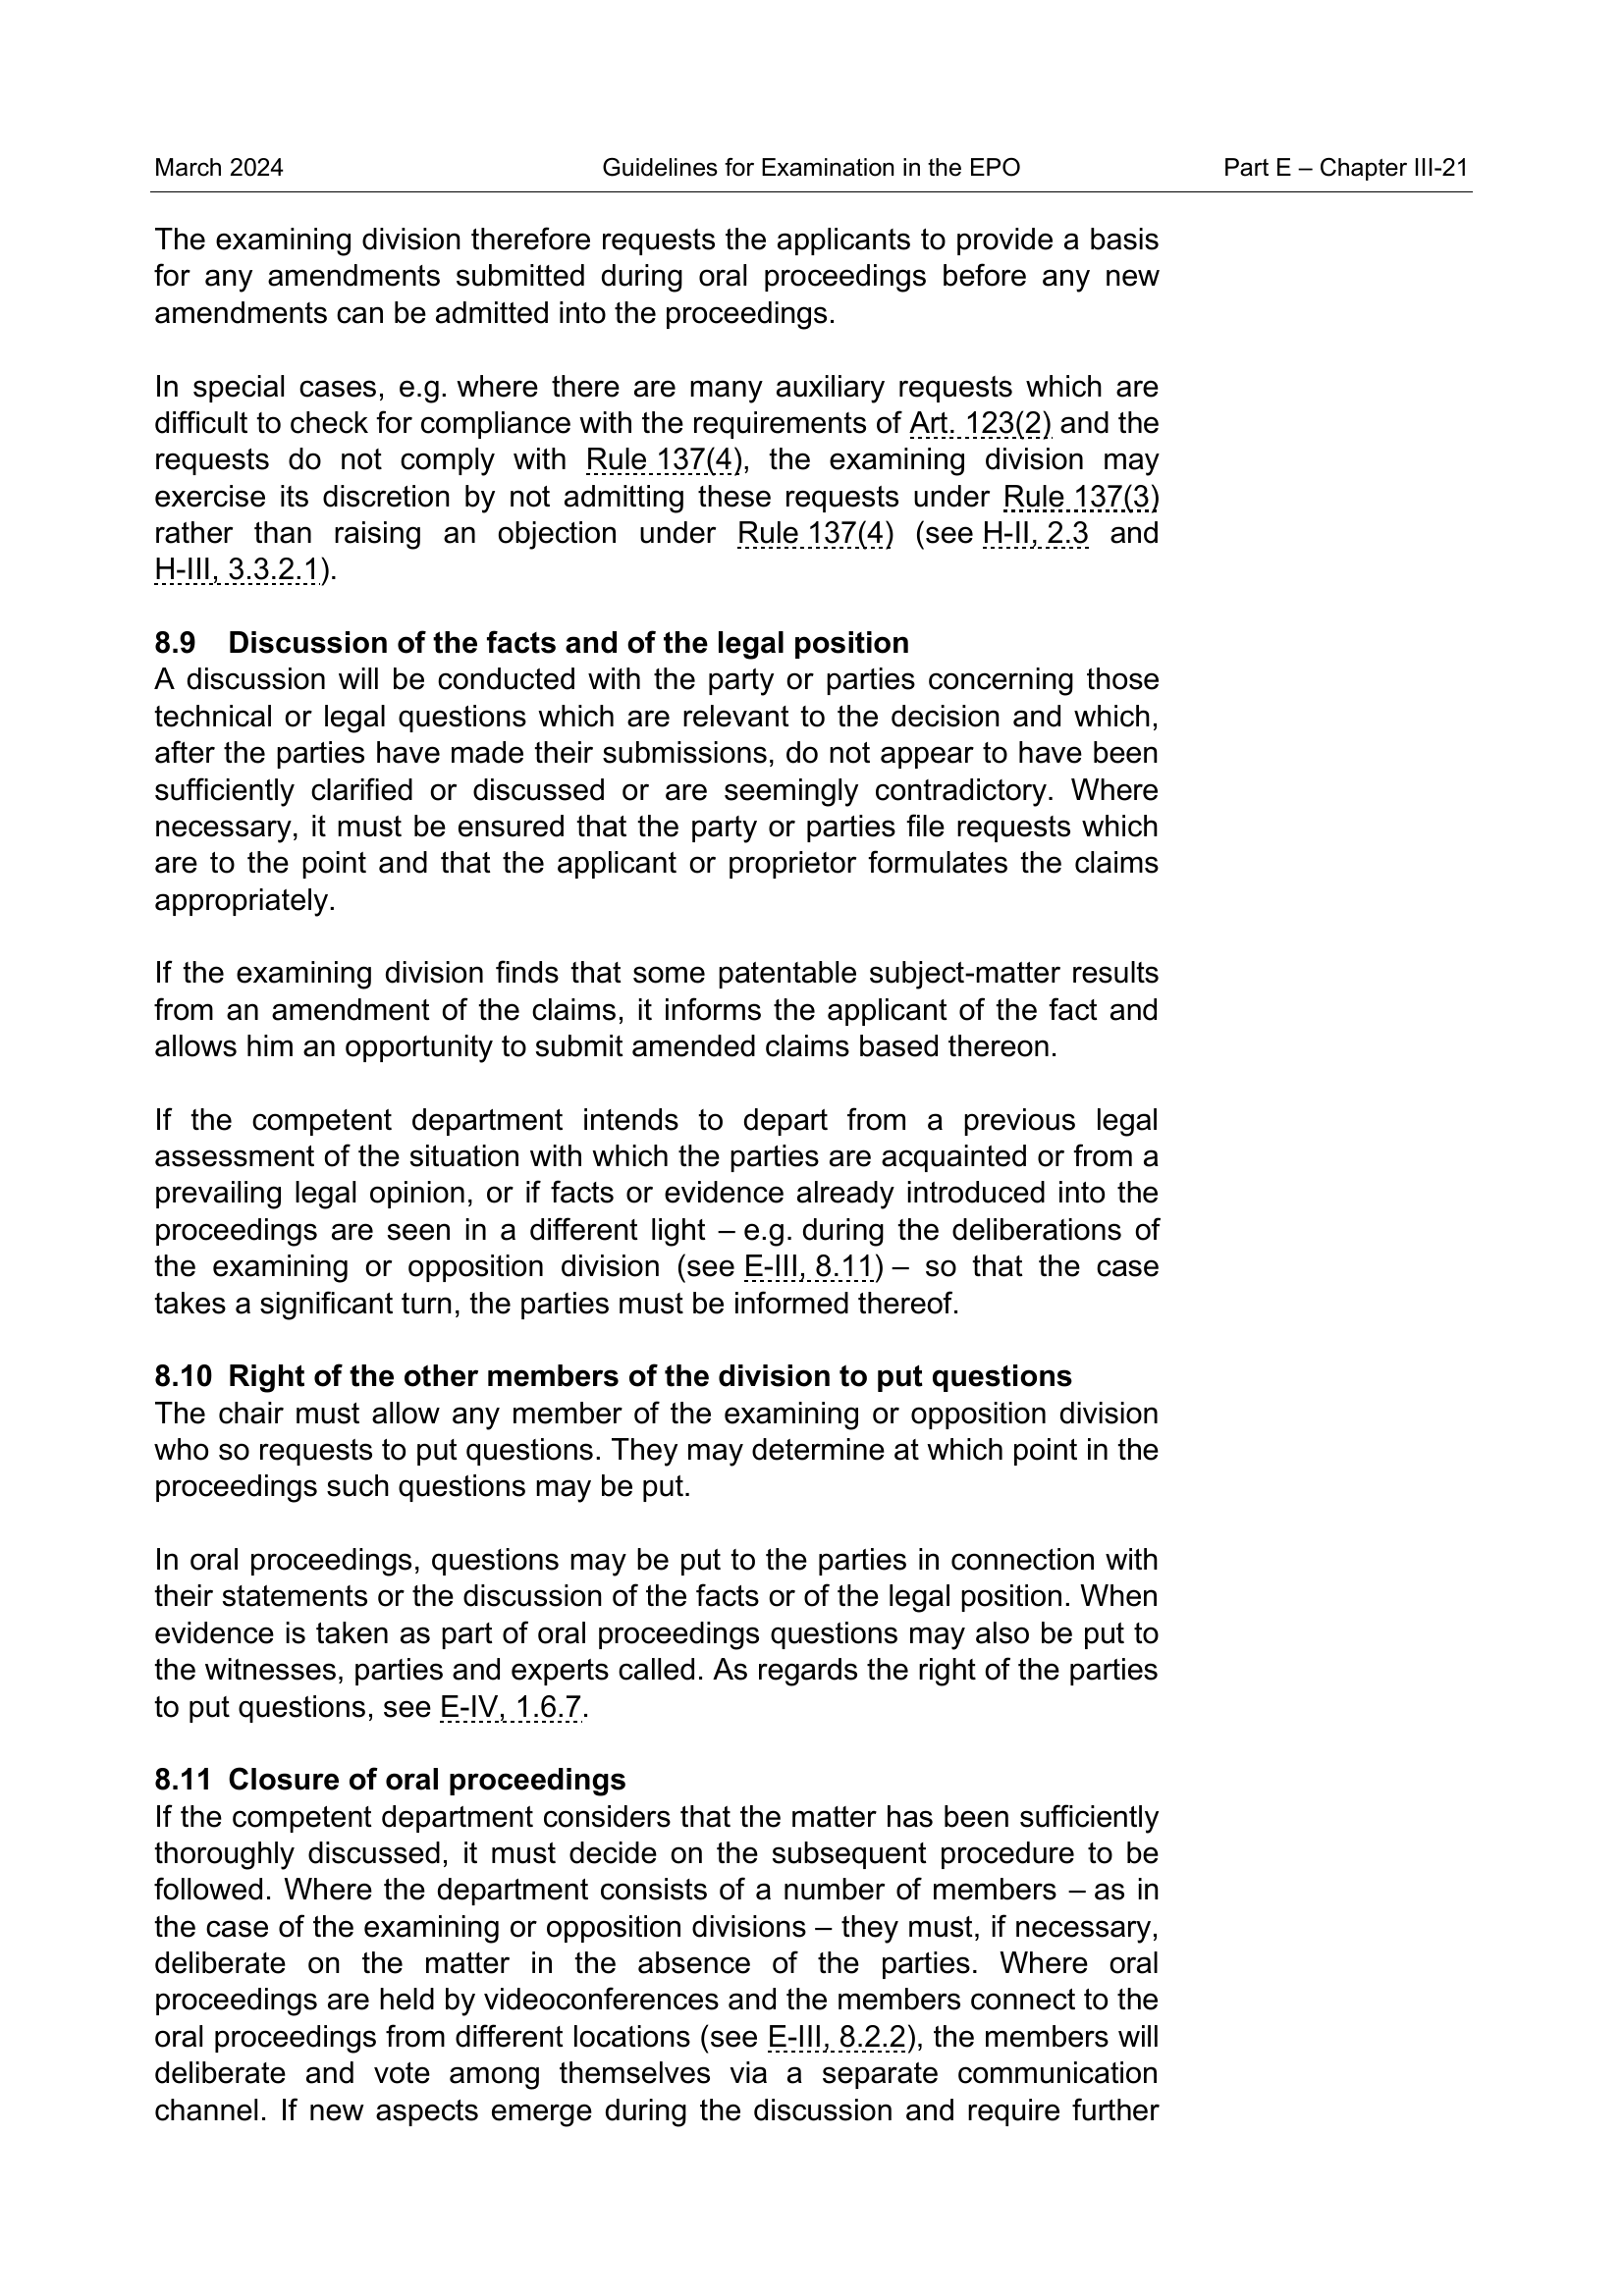 March 2024 Guidelines for Examination in the EPO Part E – Chapter III-21
The examining division therefore requests the applicants to provide a basis
for any amendments submitted during oral proceedings before any new
amendments can be admitted into the proceedings.
In special cases, e.g. where there are many auxiliary requests which are
difficult to check for compliance with the requirements of Art. 123(2) and the
requests do not comply with Rule 137(4), the examining division may
exercise its discretion by not admitting these requests under Rule 137(3)
rather than raising an objection under Rule 137(4) (see H-II, 2.3 and
H-III, 3.3.2.1).
8.9 Discussion of the facts and of the legal position
A discussion will be conducted with the party or parties concerning those
technical or legal questions which are relevant to the decision and which,
after the parties have made their submissions, do not appear to have been
sufficiently clarified or discussed or are seemingly contradictory. Where
necessary, it must be ensured that the party or parties file requests which
are to the point and that the applicant or proprietor formulates the claims
appropriately.
If the examining division finds that some patentable subject-matter results
from an amendment of the claims, it informs the applicant of the fact and
allows him an opportunity to submit amended claims based thereon.
If the competent department intends to depart from a previous legal
assessment of the situation with which the parties are acquainted or from a
prevailing legal opinion, or if facts or evidence already introduced into the
proceedings are seen in a different light – e.g. during the deliberations of
the examining or opposition division (see E-III, 8.11) – so that the case
takes a significant turn, the parties must be informed thereof.
8.10 Right of the other members of the division to put questions
The chair must allow any member of the examining or opposition division
who so requests to put questions. They may determine at which point in the
proceedings such questions may be put.
In oral proceedings, questions may be put to the parties in connection with
their statements or the discussion of the facts or of the legal position. When
evidence is taken as part of oral proceedings questions may also be put to
the witnesses, parties and experts called. As regards the right of the parties
to put questions, see E-IV, 1.6.7.
8.11 Closure of oral proceedings
If the competent department considers that the matter has been sufficiently
thoroughly discussed, it must decide on the subsequent procedure to be
followed. Where the department consists of a number of members – as in
the case of the examining or opposition divisions – they must, if necessary,
deliberate on the matter in the absence of the parties. Where oral
proceedings are held by videoconferences and the members connect to the
oral proceedings from different locations (see E-III, 8.2.2), the members will
deliberate and vote among themselves via a separate communication
channel. If new aspects emerge during the discussion and require further